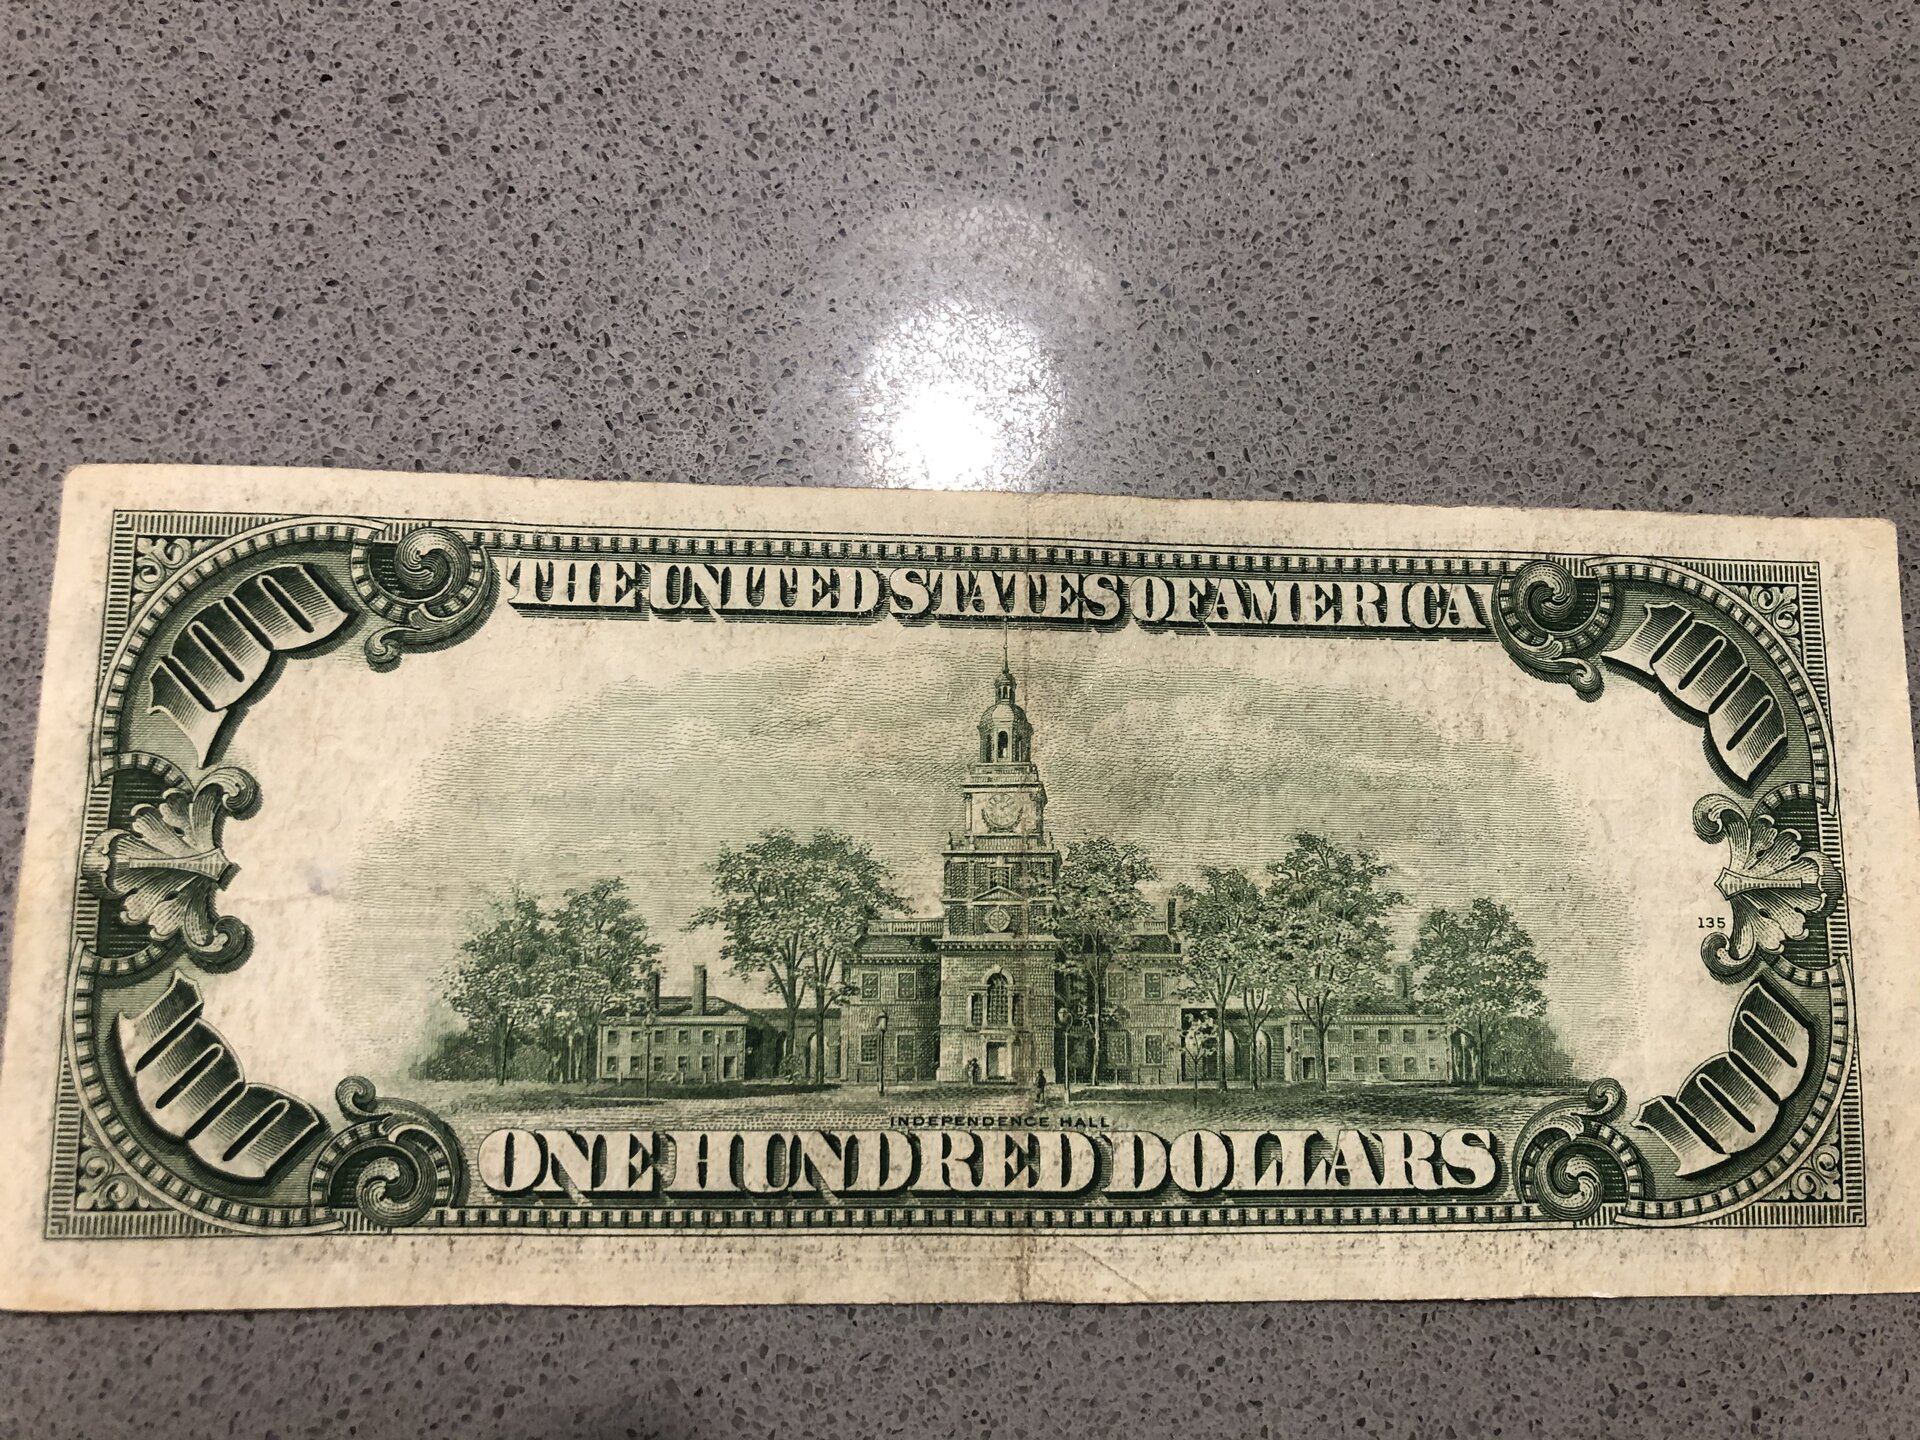 THE UNITED STATES OF AMERICA
100
100
135
100
100
INDEPENDENCE HALL
ONE HUNDRED DOLLARS